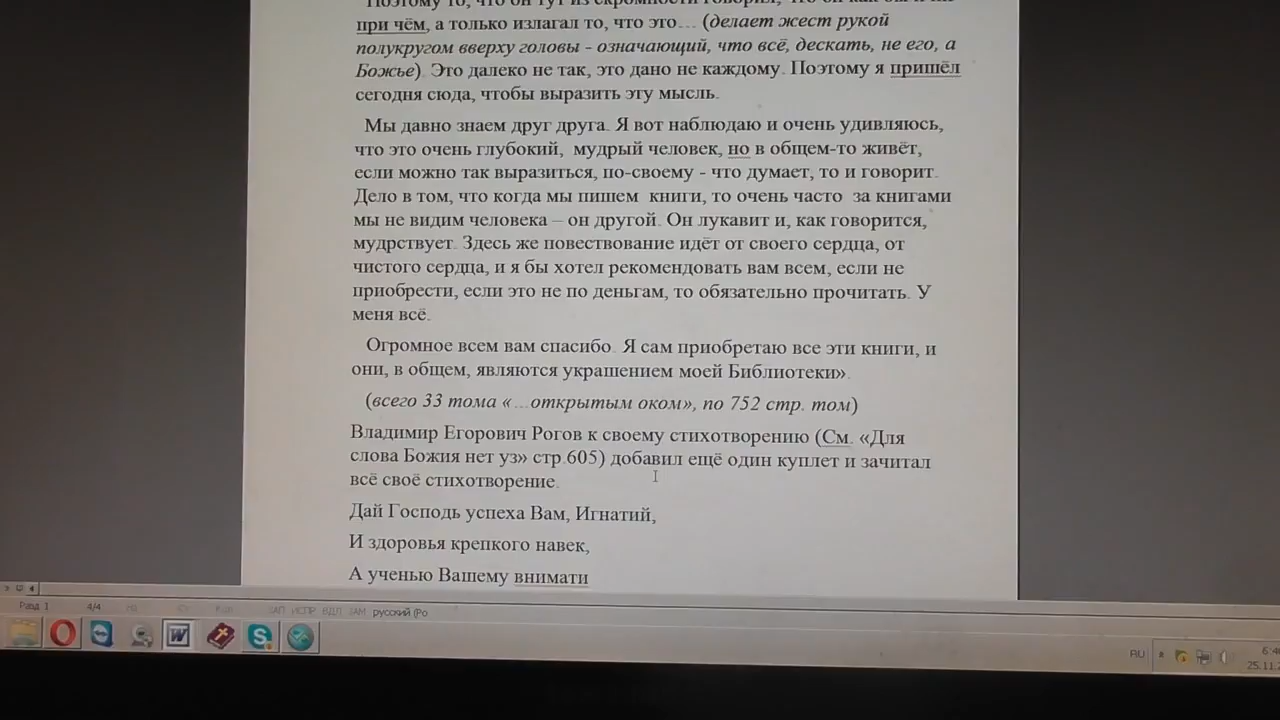 Поэтому то, что он тут из скромности говорил, что он как бы и не
при чём, а только излагал то, что это… (делает жест рукой
полукругом вверху головы - означающий, что всё, дескать, не его, а
Божье). Это далеко не так, это дано не каждому. Поэтому я пришёл
сегодня сюда, чтобы выразить эту мысль.
Мы давно знаем друг друга. Я вот наблюдаю и очень удивляюсь,
что это очень глубокий, мудрый человек, но в общем-то живёт,
если можно так выразиться, по-своему - что думает, то и говорит.
Дело в том, что когда мы пишем книги, то очень часто за книгами
мы не видим человека – он другой. Он лукавит и, как говорится,
мудрствует. Здесь же повествование идёт от своего сердца, от
чистого сердца, и я бы хотел рекомендовать вам всем, если не
приобрести, если это не по деньгам, то обязательно прочитать. У
меня всё.
Огромное всем вам спасибо. Я сам приобретаю все эти книги, и
они, в общем, являются украшением моей Библиотеки».
(всего 33 тома «…открытым оком», по 752 стр. том)
Владимир Егорович Рогов к своему стихотворению (См. «Для
слова Божия нет уз» стр.605) добавил ещё один куплет и зачитал
всё своё стихотворение.
Дай Господь успеха Вам, Игнатий,
И здоровья крепкого навек,
А ученью Вашему внимати
Разд 1 4/4 ЗАП ИСПР ВДЛ ЗАМ русский (Ро
RU 6:4
25.11.2